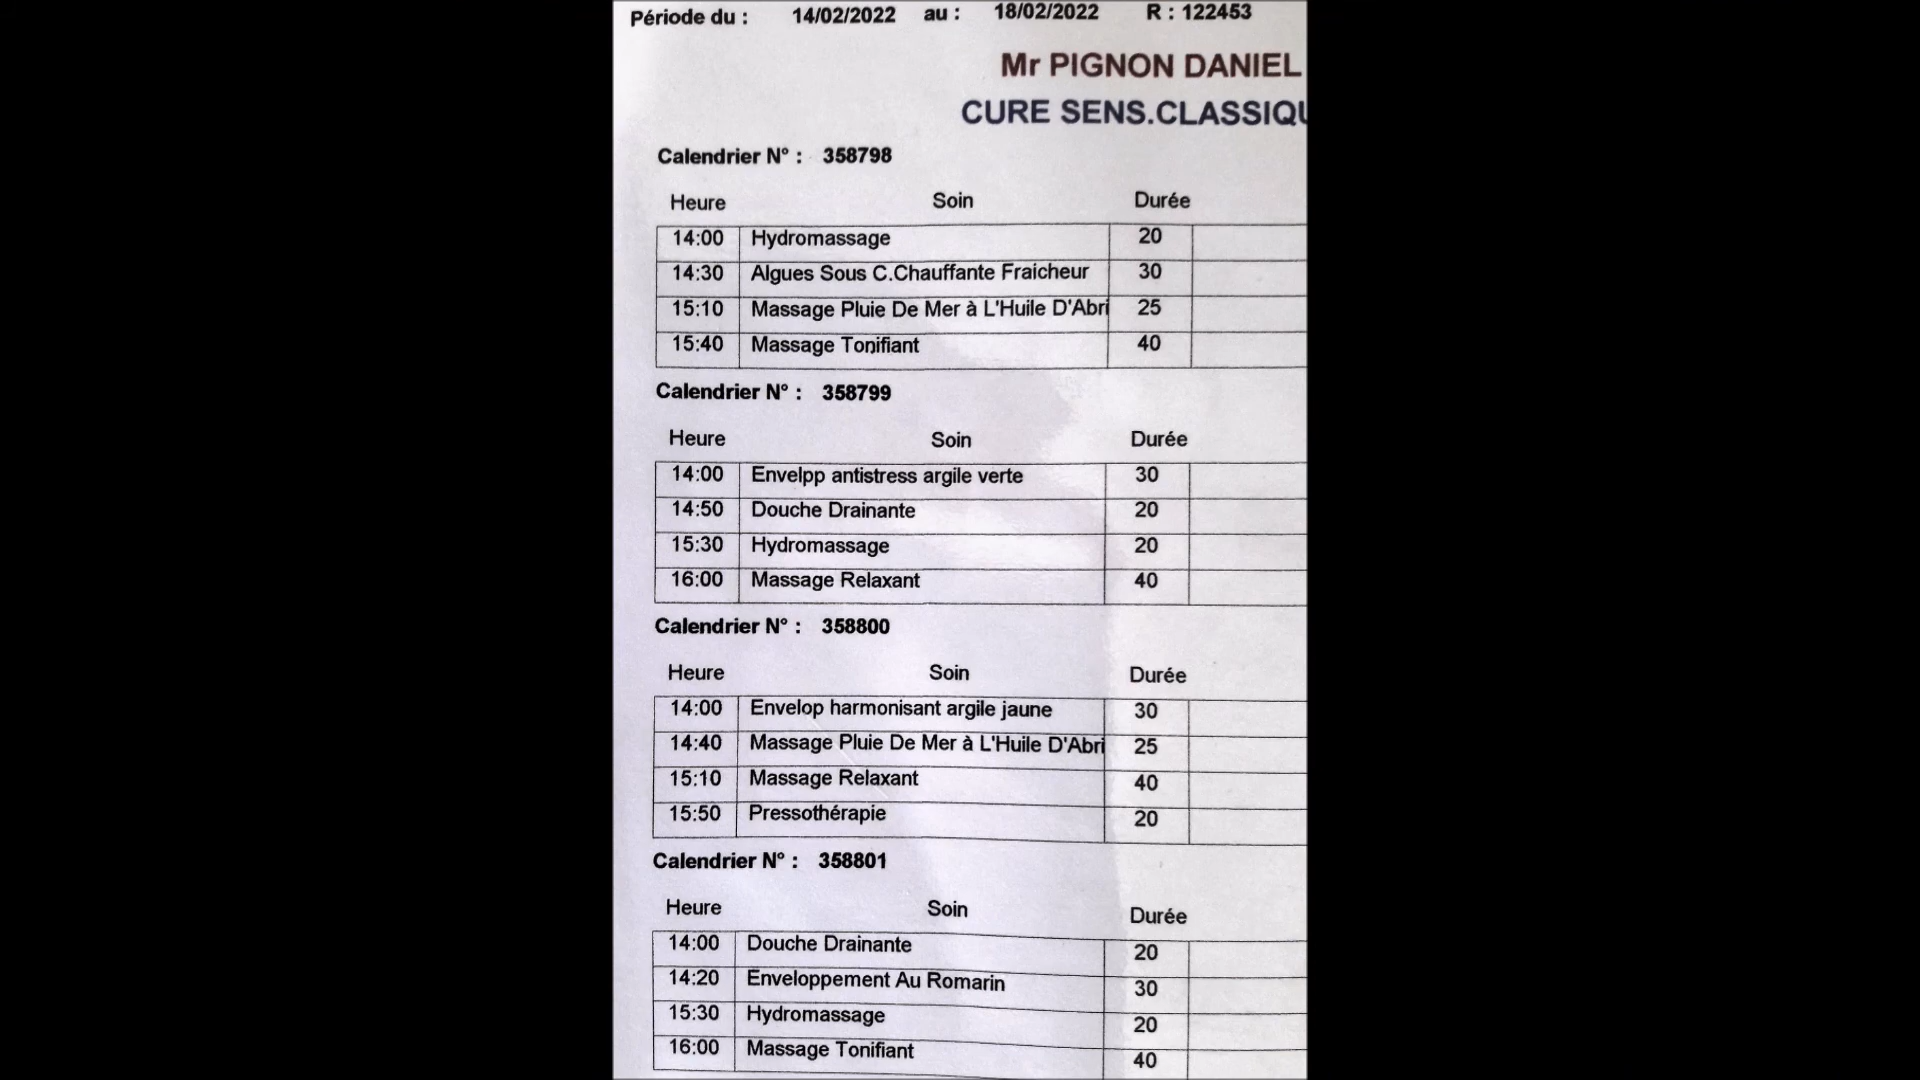 Période du : 14/02/2022 au : 18/02/2022 R : 122453
Mr PIGNON DANIEL
CURE SENS.CLASSIQU
Calendrier N° : 358798
Heure Soin Durée
14:00 Hydromassage 20
14:30 Algues Sous C.Chauffante Fraicheur 30
15:10 Massage Pluie De Mer à L'Huile D'Abri 25
15:40 Massage Tonifiant 40
Calendrier N° : 358799
Heure Soin Durée
14:00 Envelpp antistress argile verte 30
14:50 Douche Drainante 20
15:30 Hydromassage 20
16:00 Massage Relaxant 40
Calendrier N° : 358800
Heure Soin Durée
14:00 Envelop harmonisant argile jaune 30
14:40 Massage Pluie De Mer à L'Huile D'Abri 25
15:10 Massage Relaxant 40
15:50 Pressothérapie 20
Calendrier N° : 358801
Heure Soin Durée
14:00 Douche Drainante 20
14:20 Enveloppement Au Romarin 30
15:30 Hydromassage 20
16:00 Massage Tonifiant 40